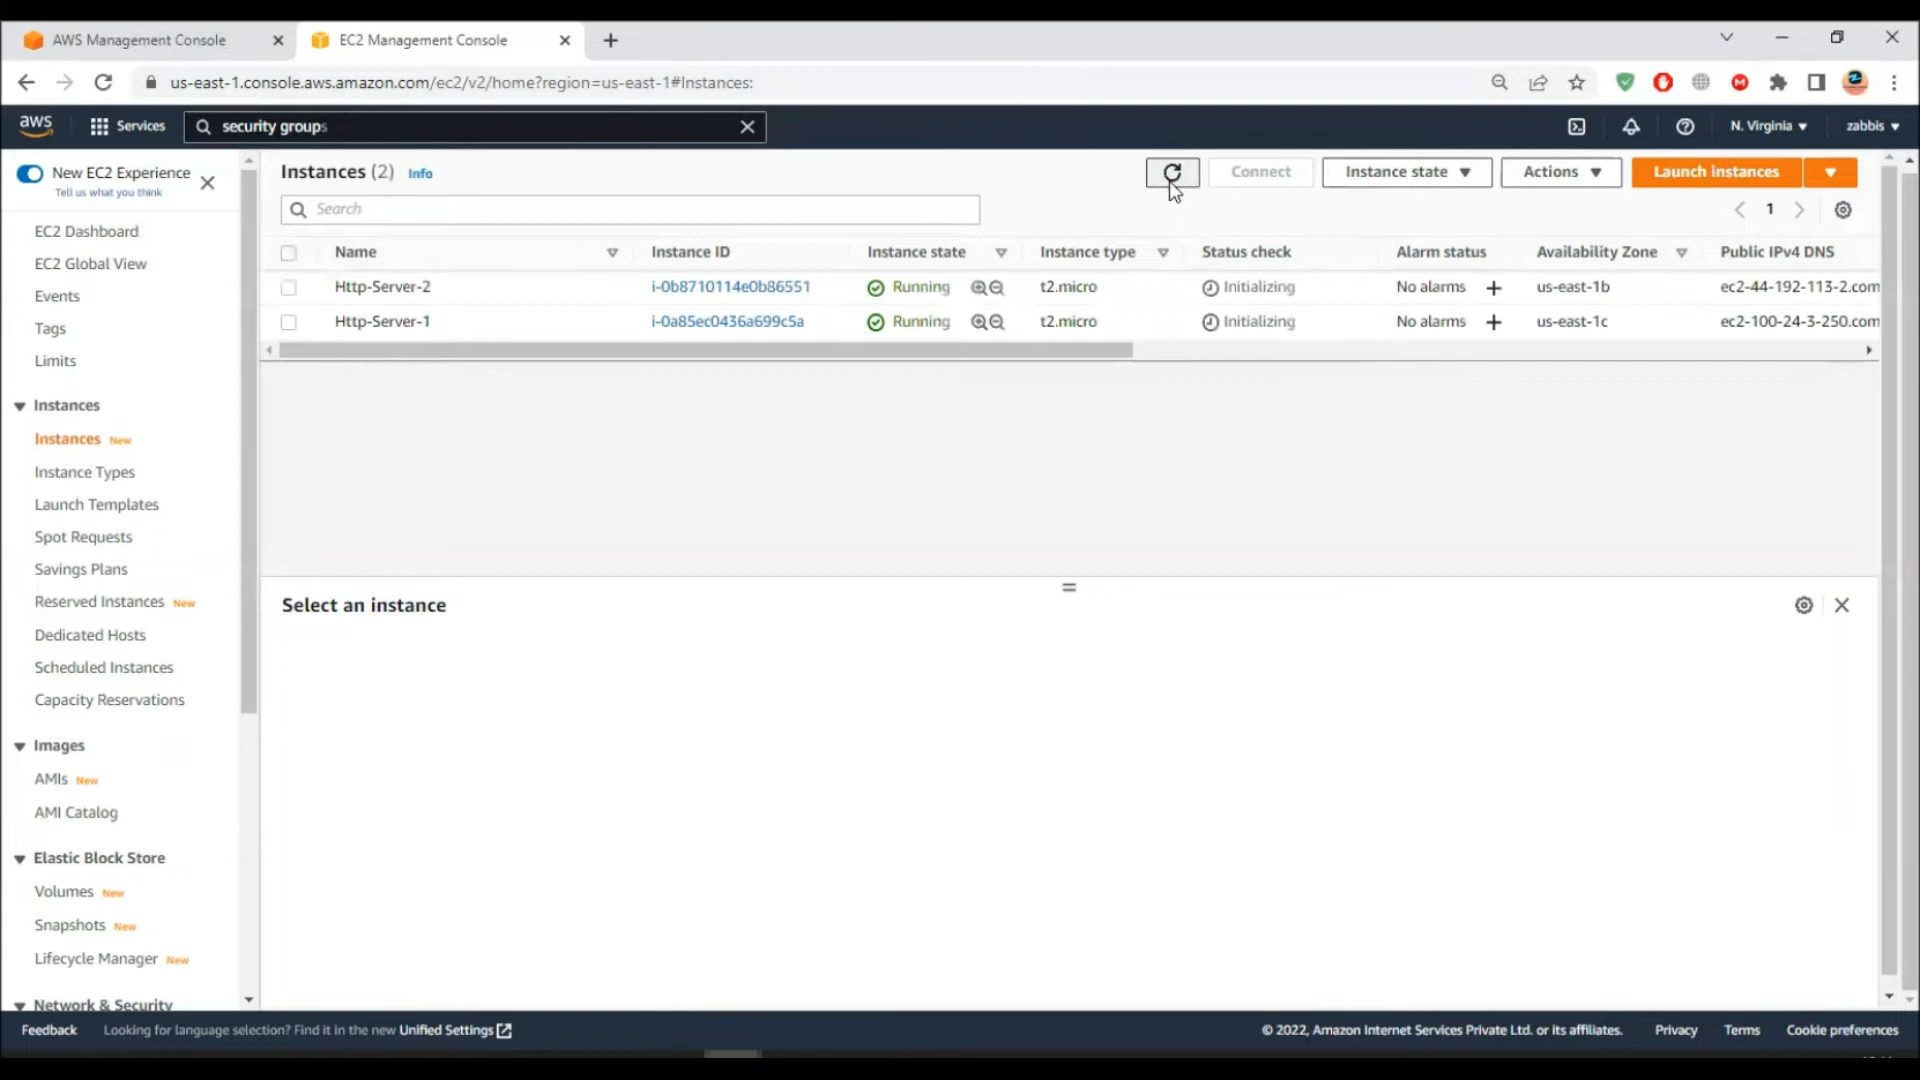 AWS Management Console
EC2 Management Console
us-east-1.console.aws.amazon.com/ec2/v2/home?region=us-east-1#Instances:
aws
Services
security groups
N. Virginia
zabbis
New EC2 Experience
Tell us what you think
EC2 Dashboard
EC2 Global View
Events
Tags
Limits
Instances
Instances New
Instance Types
Launch Templates
Spot Requests
Savings Plans
Reserved Instances New
Dedicated Hosts
Scheduled Instances
Capacity Reservations
Images
AMIs New
AMI Catalog
Elastic Block Store
Volumes New
Snapshots New
Lifecycle Manager New
Network & Security
Instances (2) Info
Connect
Instance state
Actions
Launch instances
Search
1
Name Instance ID Instance state Instance type Status check Alarm status Availability Zone Public IPv4 DNS
Http-Server-2 i-0b8710114e0b86551 Running t2.micro Initializing No alarms + us-east-1b ec2-44-192-113-2.com
Http-Server-1 i-0a85ec0436a699c5a Running t2.micro Initializing No alarms + us-east-1c ec2-100-24-3-250.com
Select an instance
Feedback
Looking for language selection? Find it in the new Unified Settings
© 2022, Amazon Internet Services Private Ltd. or its affiliates.
Privacy
Terms
Cookie preferences